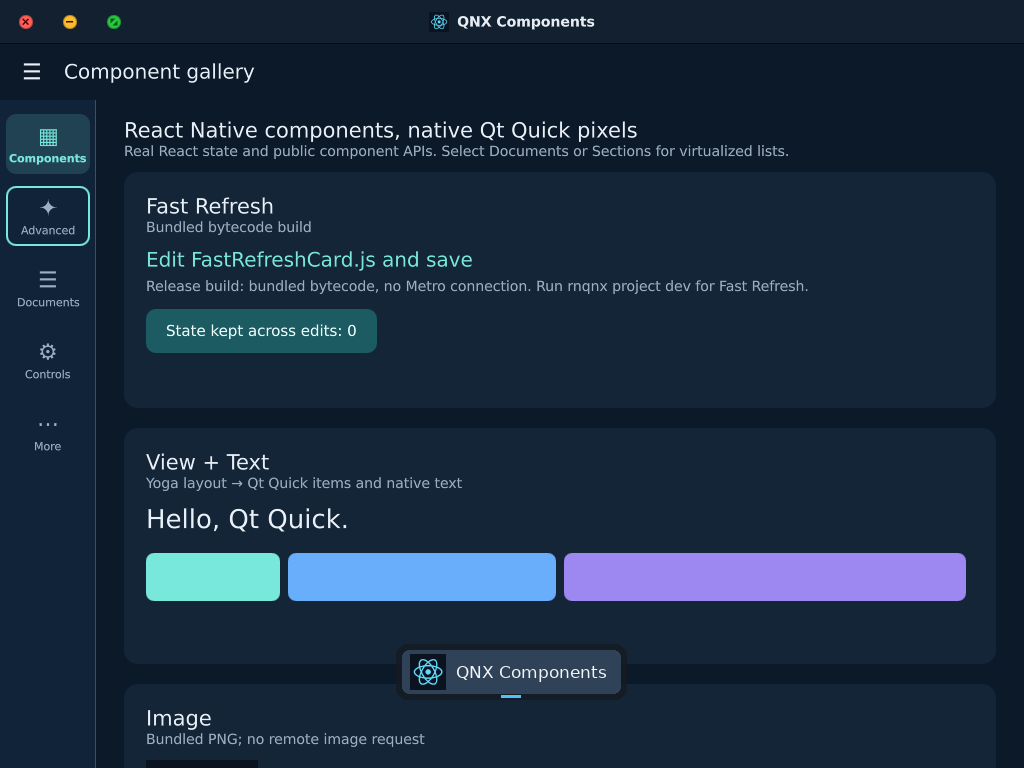 QNX Components
Component gallery
Components
Advanced
Documents
Controls
More
React Native components, native Qt Quick pixels
Real React state and public component APIs. Select Documents or Sections for virtualized lists.
Fast Refresh
Bundled bytecode build
Edit FastRefreshCard.js and save
Release build: bundled bytecode, no Metro connection. Run rnqnx project dev for Fast Refresh.
State kept across edits: 0
View + Text
Yoga layout → Qt Quick items and native text
Hello, Qt Quick.
QNX Components
Image
Bundled PNG; no remote image request